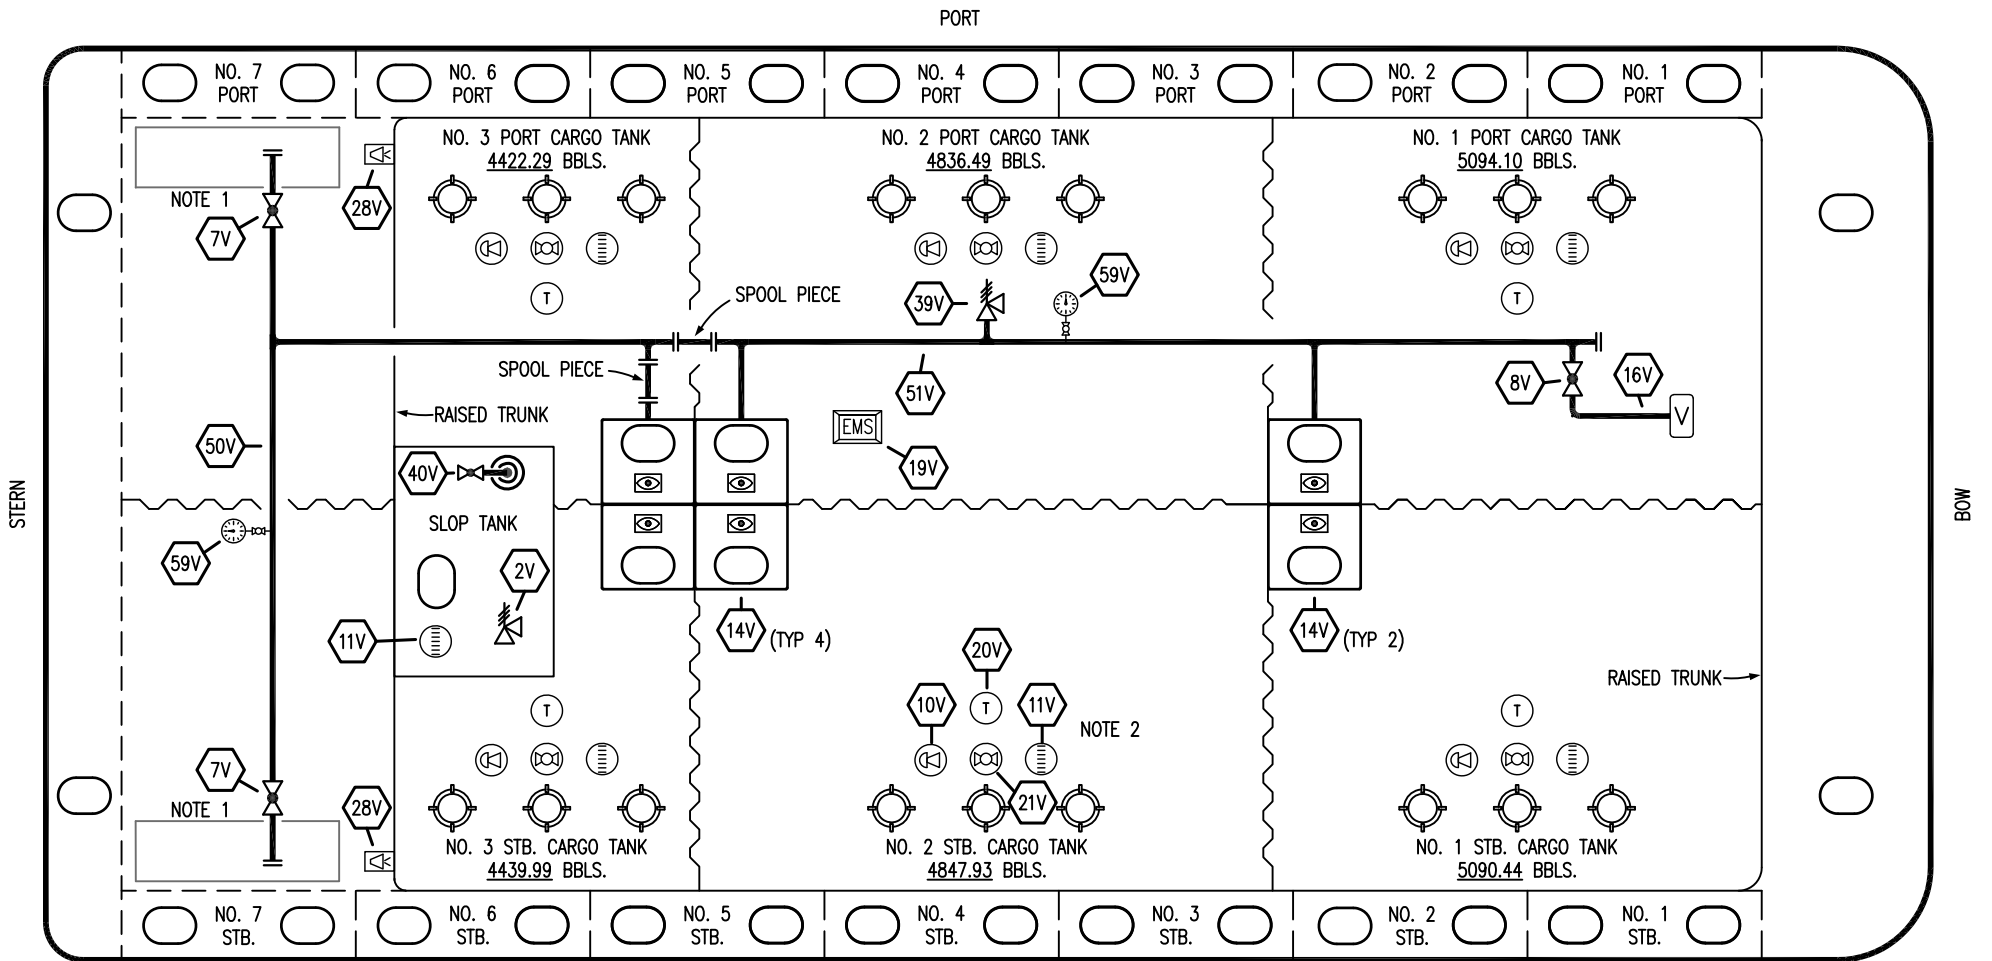 PORT
NO. 7
PORT
NO. 6
PORT
NO. 5
PORT
NO. 4
PORT
NO. 3
PORT
NO. 2
PORT
NO. 1
PORT
NO. 3 PORT CARGO TANK
4422.29 BBLS.
NO. 2 PORT CARGO TANK
4836.49 BBLS.
NO. 1 PORT CARGO TANK
5094.10 BBLS.
NOTE 1
7V
28V
T
SPOOL PIECE
39V
59V
T
SPOOL PIECE
51V
8V
16V
V
RAISED TRUNK
EMS
19V
50V
40V
STERN
BOW
SLOP TANK
59V
2V
11V
14V
(TYP 4)
14V
(TYP 2)
20V
RAISED TRUNK
T
10V
T
11V
NOTE 2
T
7V
21V
NOTE 1
28V
NO. 3 STB. CARGO TANK
4439.99 BBLS.
NO. 2 STB. CARGO TANK
4847.93 BBLS.
NO. 1 STB. CARGO TANK
5090.44 BBLS.
NO. 7
STB.
NO. 6
STB.
NO. 5
STB.
NO. 4
STB.
NO. 3
STB.
NO. 2
STB.
NO. 1
STB.